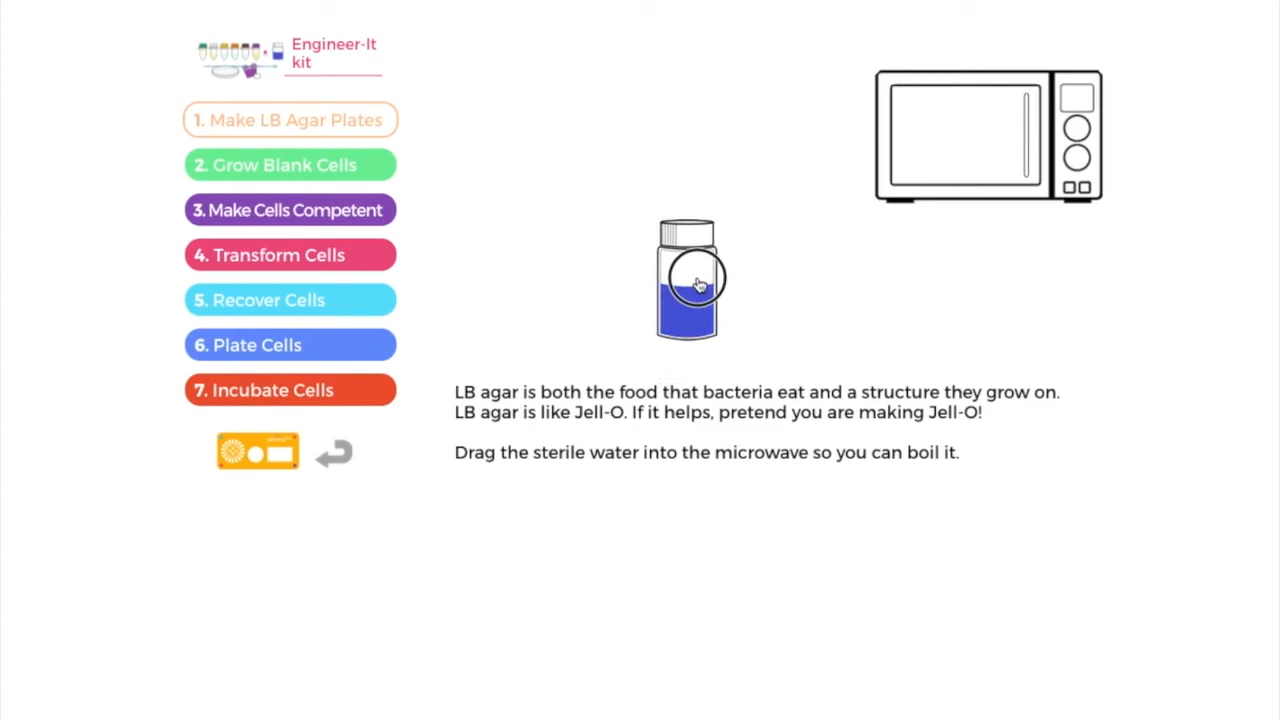 Engineer-It
kit
1. Make LB Agar Plates
2. Grow Blank Cells
3. Make Cells Competent
4. Transform Cells
5. Recover Cells
6. Plate Cells
7. Incubate Cells
LB agar is both the food that bacteria eat and a structure they grow on.
LB agar is like Jell-O. If it helps, pretend you are making Jell-O!
Drag the sterile water into the microwave so you can boil it.